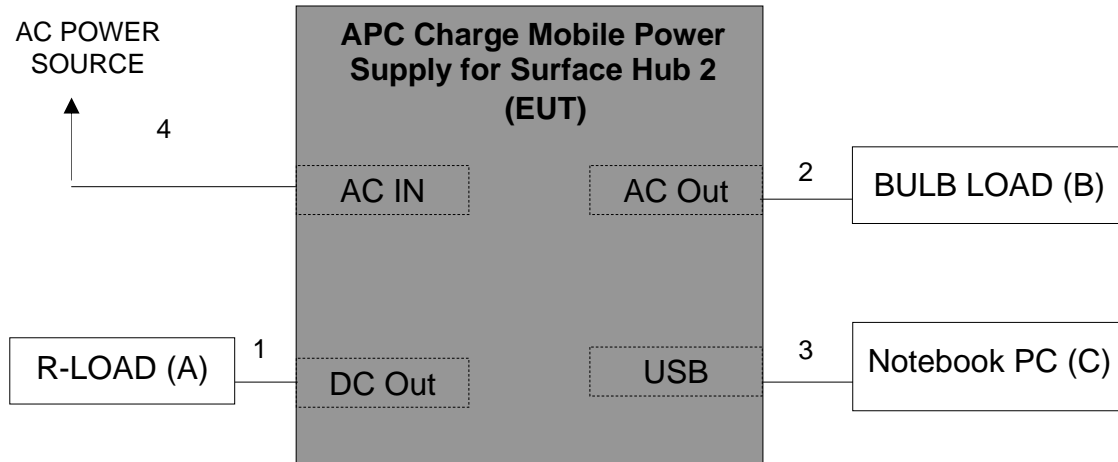 AC POWER
SOURCE
4
APC Charge Mobile Power
Supply for Surface Hub 2
(EUT)
AC IN
AC Out
2
BULB LOAD (B)
R-LOAD (A)
1
DC Out
USB
3
Notebook PC (C)